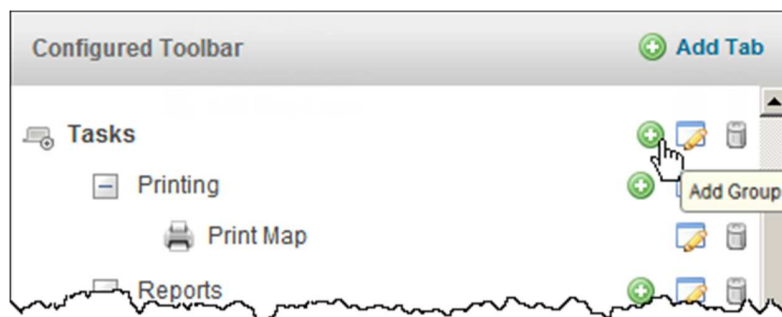 Configured Toolbar Add Tab
Tasks
Printing
Add Group
Print Map
Reports